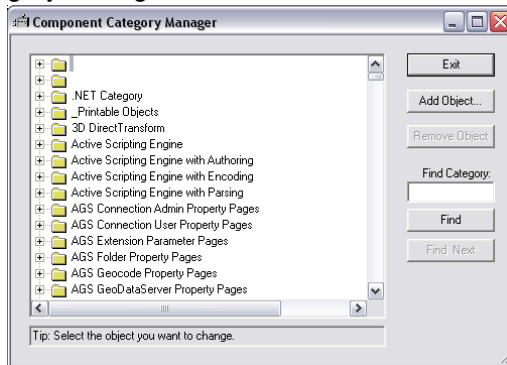 Component Category Manager
.NET Category
_Printable Objects
3D DirectTransform
Active Scripting Engine
Active Scripting Engine with Authoring
Active Scripting Engine with Encoding
Active Scripting Engine with Parsing
AGS Connection Admin Property Pages
AGS Connection User Property Pages
AGS Extension Parameter Pages
AGS Folder Property Pages
AGS Geocode Property Pages
AGS GeoDataServer Property Pages
Exit
Add Object...
Remove Object
Find Category:
Find
Find Next
Tip: Select the object you want to change.